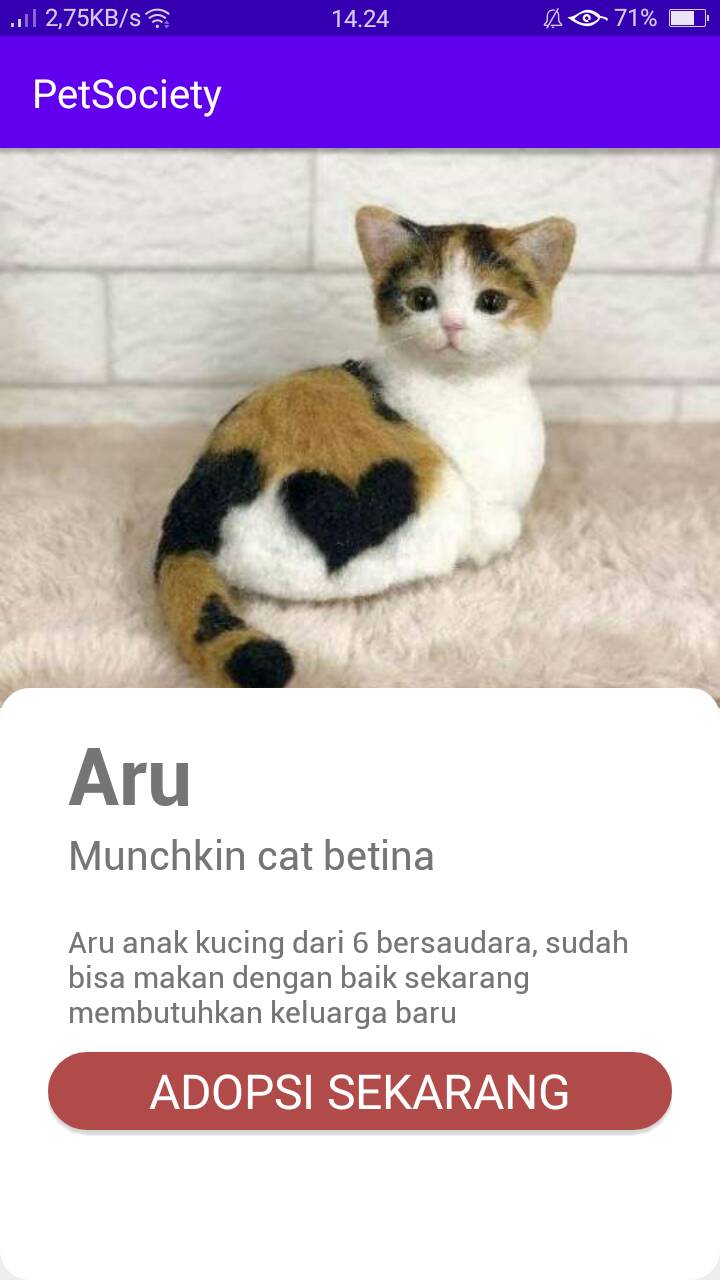 2,75KB/s 14.24 71%
PetSociety
Aru
Munchkin cat betina
Aru anak kucing dari 6 bersaudara, sudah
bisa makan dengan baik sekarang
membutuhkan keluarga baru
ADOPSI SEKARANG